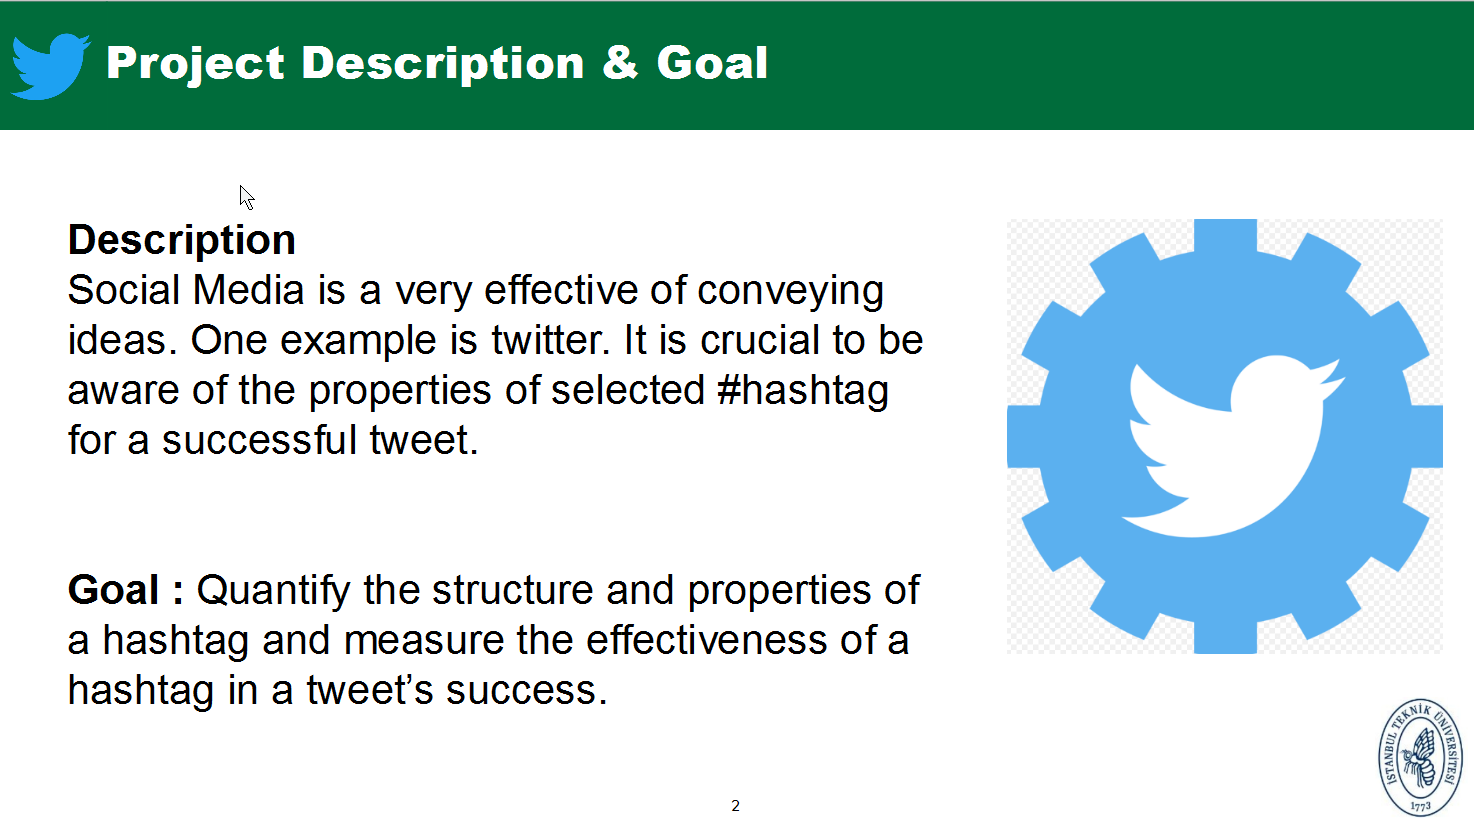 Project Description & Goal
Description
Social Media is a very effective of conveying
ideas. One example is twitter. It is crucial to be
aware of the properties of selected #hashtag
for a successful tweet.
Goal : Quantify the structure and properties of
a hashtag and measure the effectiveness of a
hashtag in a tweet’s success.
İSTANBUL TEKNİK ÜNİVERSİTESİ
1773
2